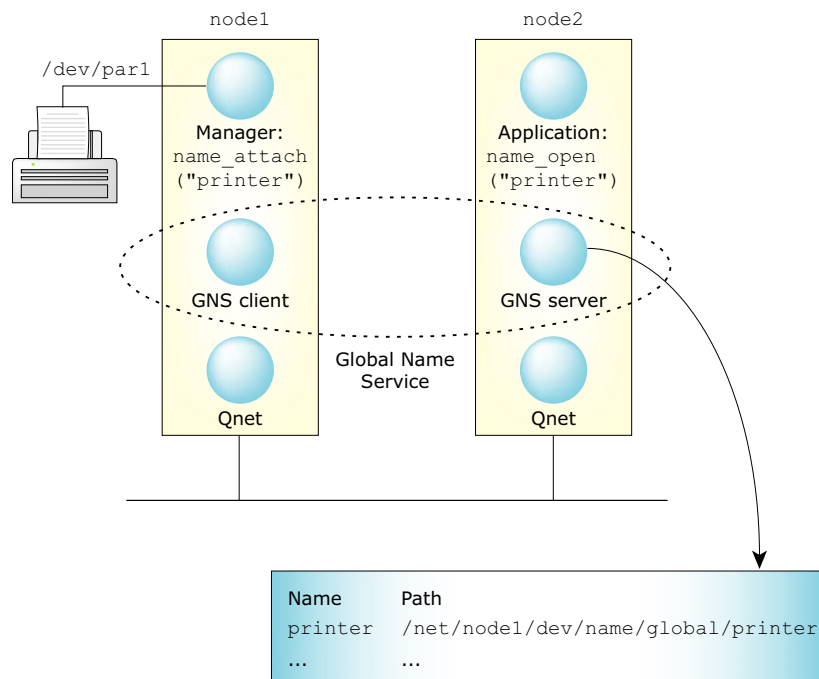 node1
node2
/dev/par1
Manager:
name_attach
("printer")
Application:
name_open
("printer")
GNS client
GNS server
Global Name
Service
Qnet
Qnet
Name Path
printer /net/node1/dev/name/global/printer
... ...